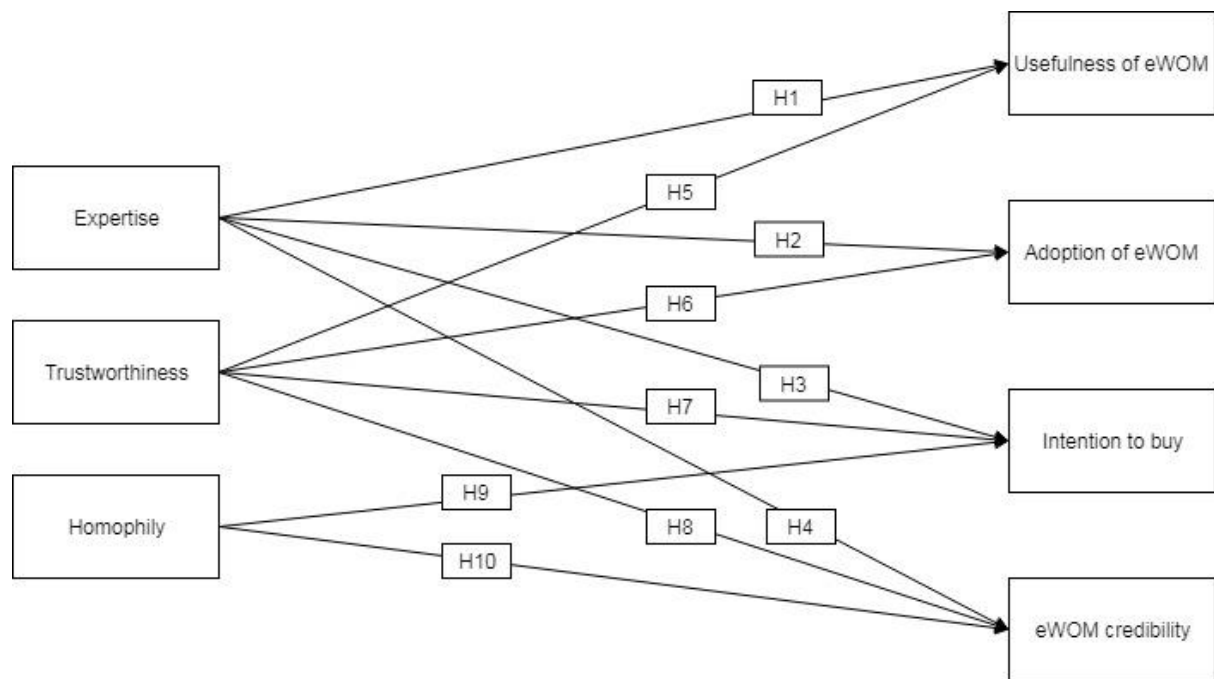 Usefulness of eWOM
H1
Expertise
H5
H2
Adoption of eWOM
H6
Trustworthiness
H3
H7
Intention to buy
H9
Homophily
H8
H4
H10
eWOM credibility